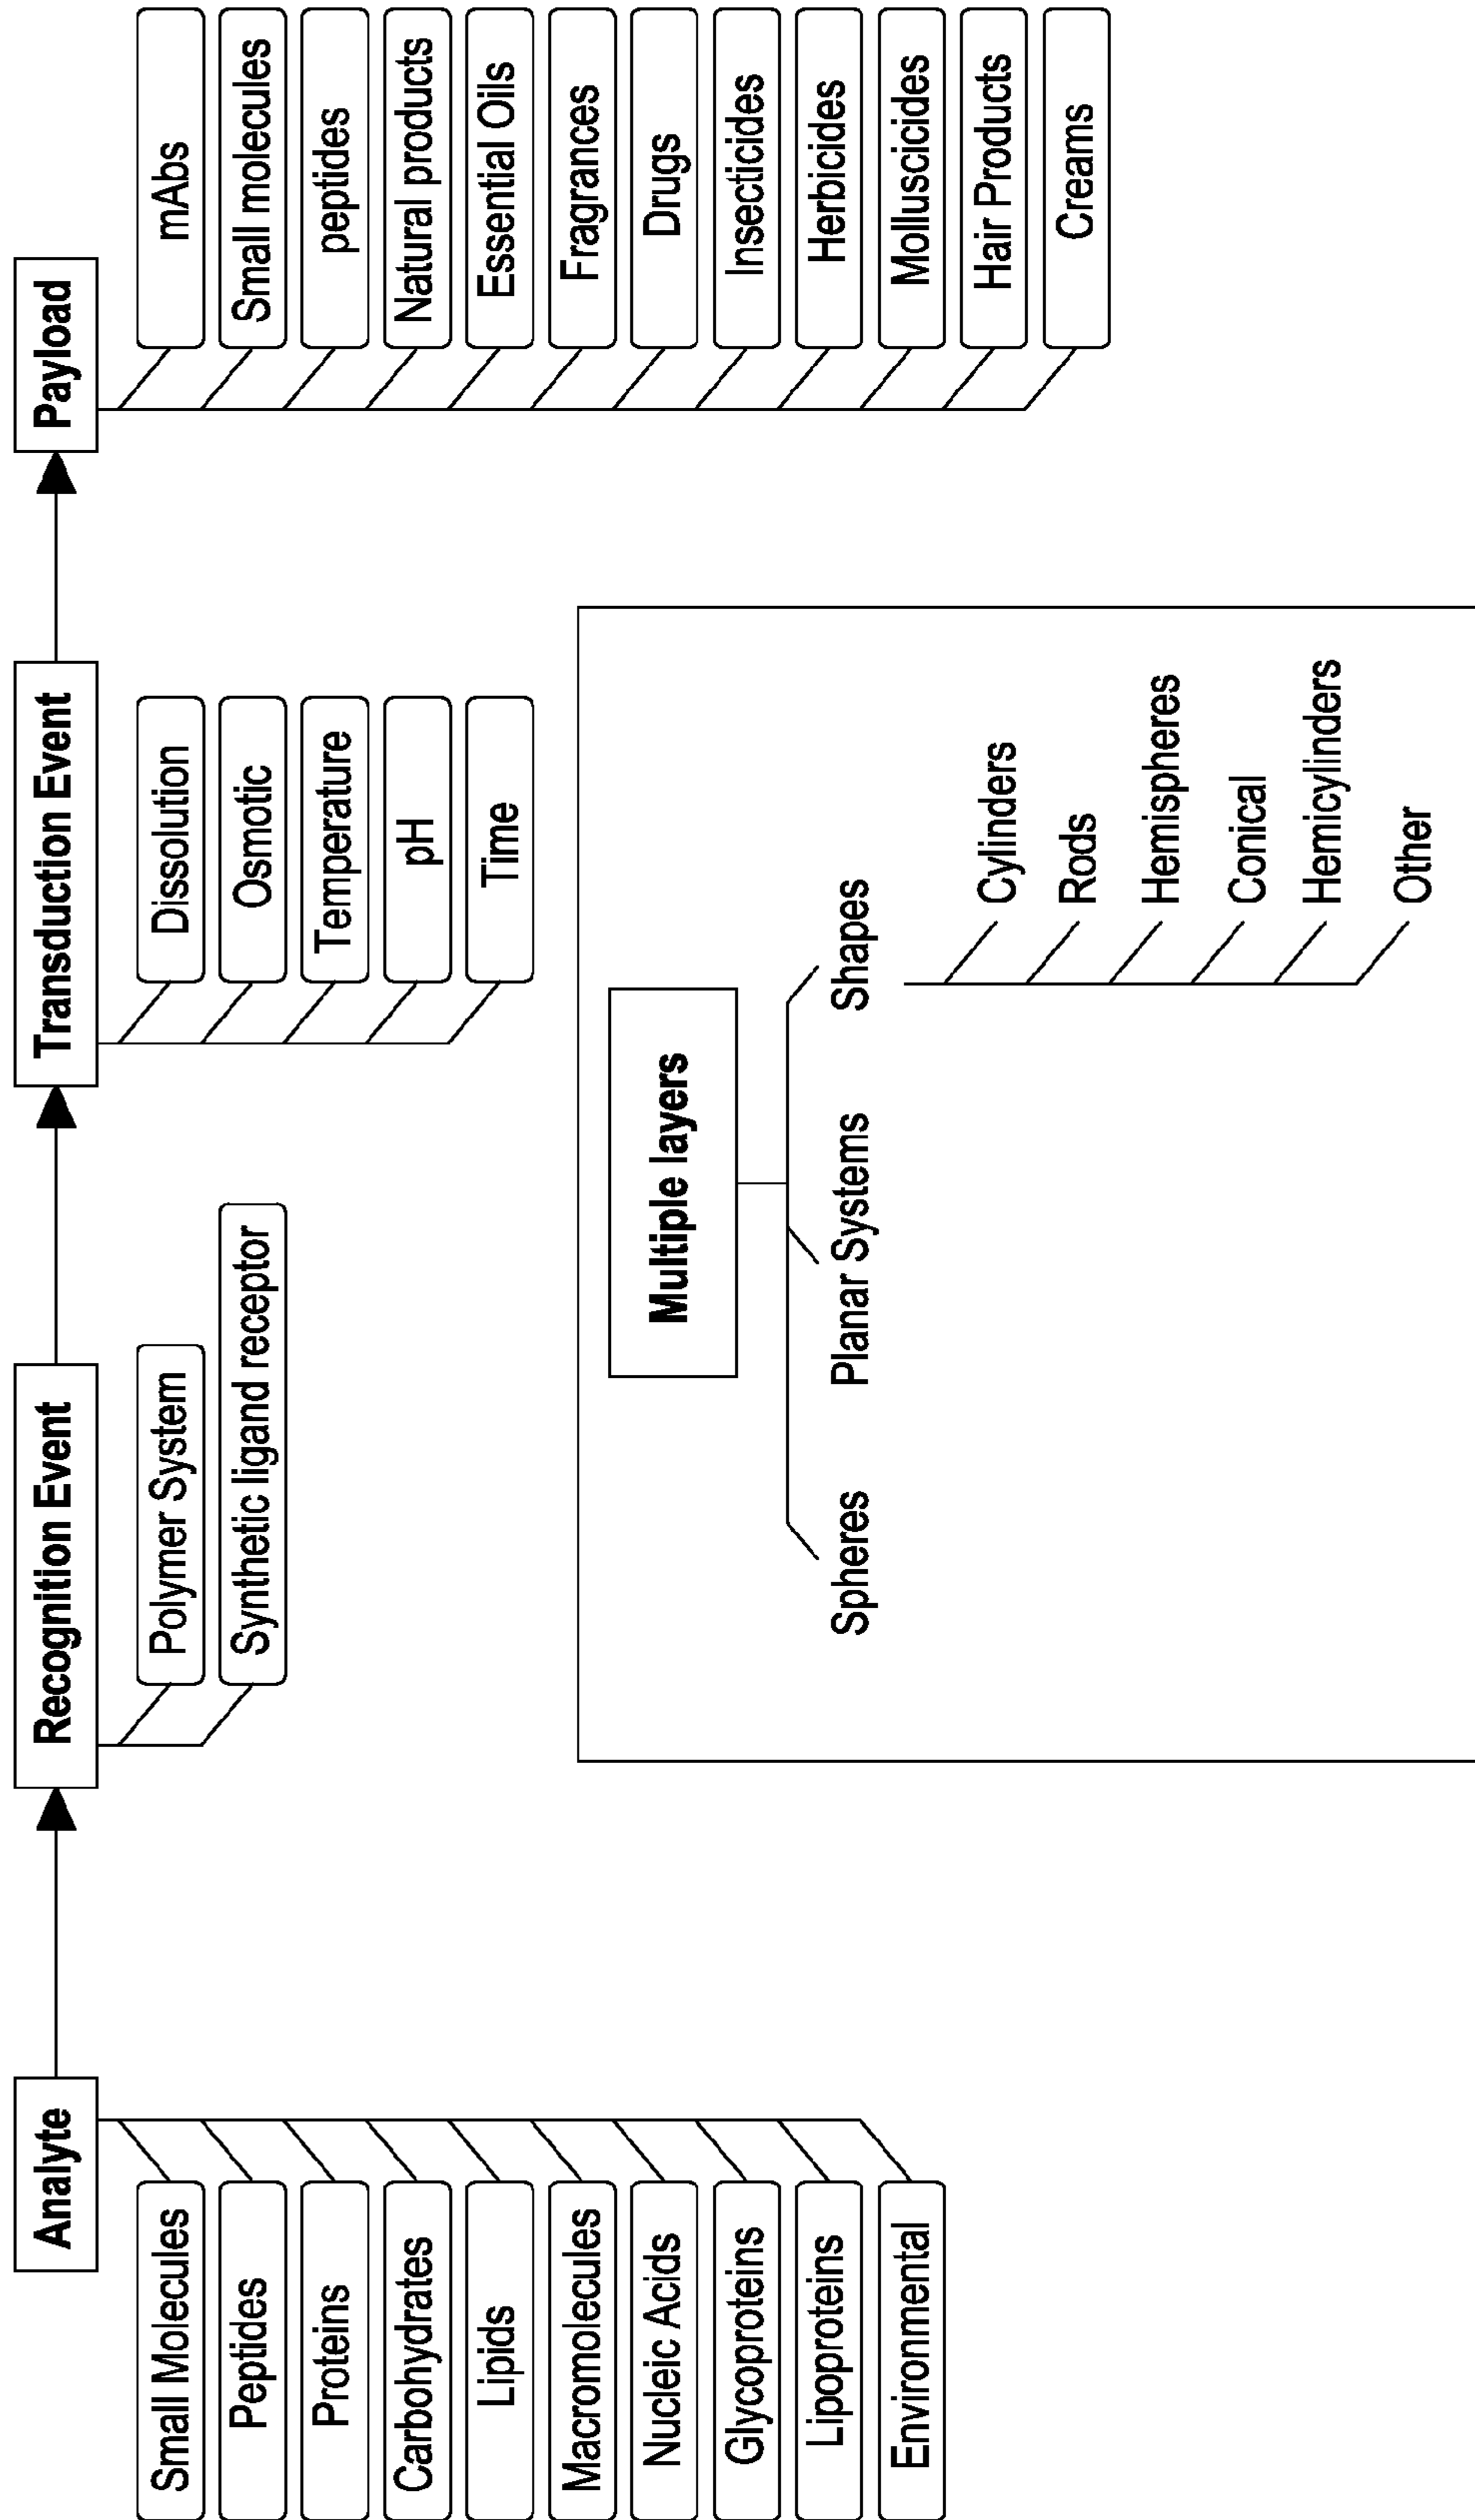 Analyte
Small Molecules
Peptides
Proteins
Carbohydrates
Lipids
Macromolecules
Nucleic Acids
Glycoproteins
Lipoproteins
Environmental
Recognition Event
Polymer System
Synthetic ligand receptor
Transduction Event
Dissolution
Osmotic
Temperature
pH
Time
Payload
mAbs
Small molecules
peptides
Natural products
Essential Oils
Fragrances
Drugs
Insecticides
Herbicides
Molluscicides
Hair Products
Creams
Multiple layers
Spheres
Planar Systems
Shapes
Cylinders
Rods
Hemispheres
Conical
Hemicylinders
Other